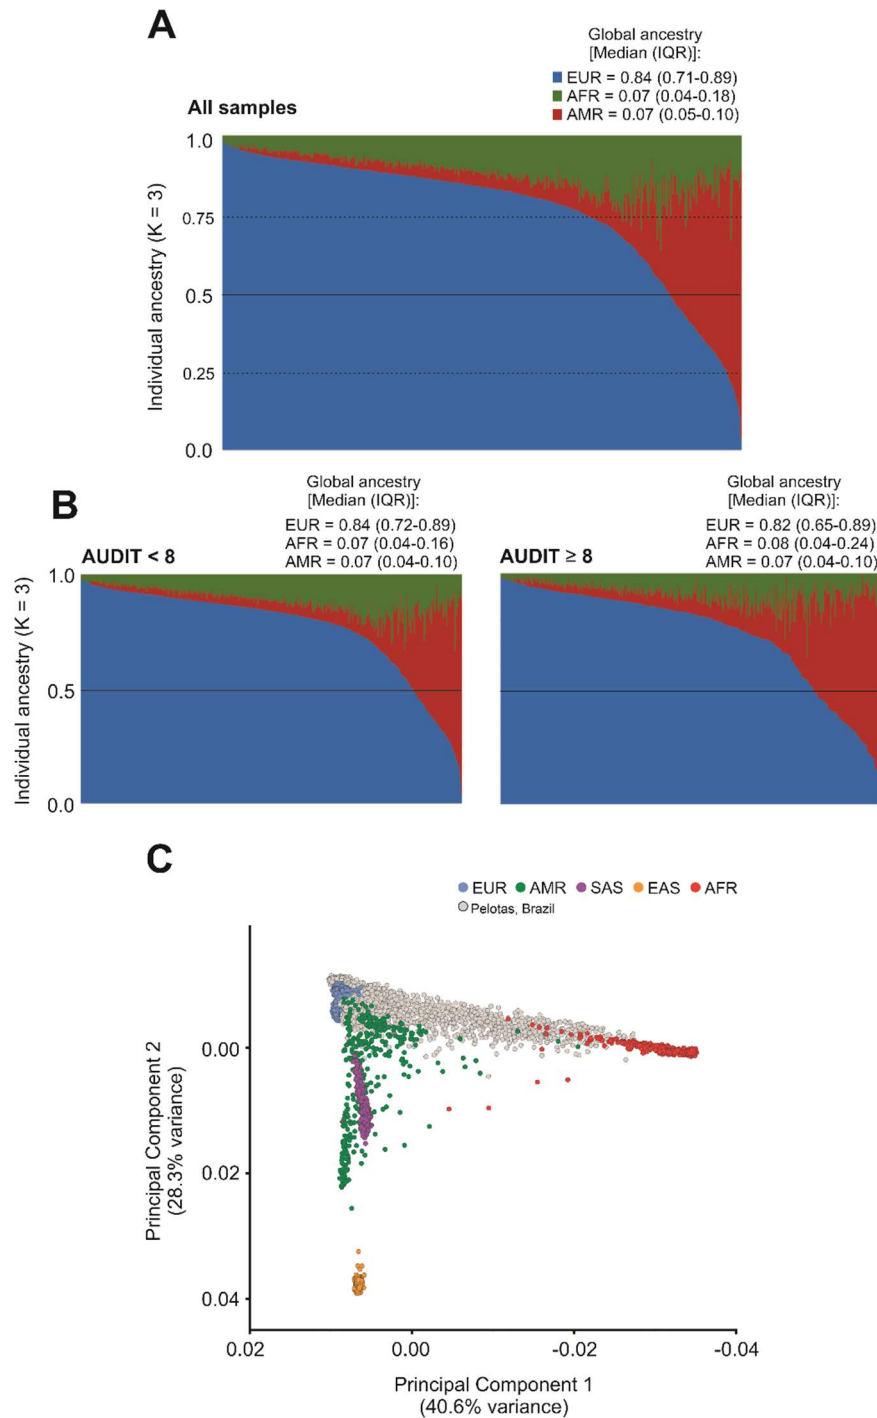 A
Global ancestry
[Median (IQR)]:
EUR = 0.84 (0.71-0.89)
AFR = 0.07 (0.04-0.18)
AMR = 0.07 (0.05-0.10)
All samples
1.0
0.75
0.5
0.25
0.0
Individual ancestry (K = 3)
B
Global ancestry
[Median (IQR)]:
EUR = 0.84 (0.72-0.89)
AFR = 0.07 (0.04-0.16)
AMR = 0.07 (0.04-0.10)
AUDIT < 8
1.0
0.5
0.0
Individual ancestry (K = 3)
Global ancestry
[Median (IQR)]:
EUR = 0.82 (0.65-0.89)
AFR = 0.08 (0.04-0.24)
AMR = 0.07 (0.04-0.10)
AUDIT ≥ 8
C
EUR AMR SAS EAS AFR
Pelotas, Brazil
0.00
0.02
0.04
Principal Component 2
(28.3% variance)
0.02 0.00 -0.02 -0.04
Principal Component 1
(40.6% variance)